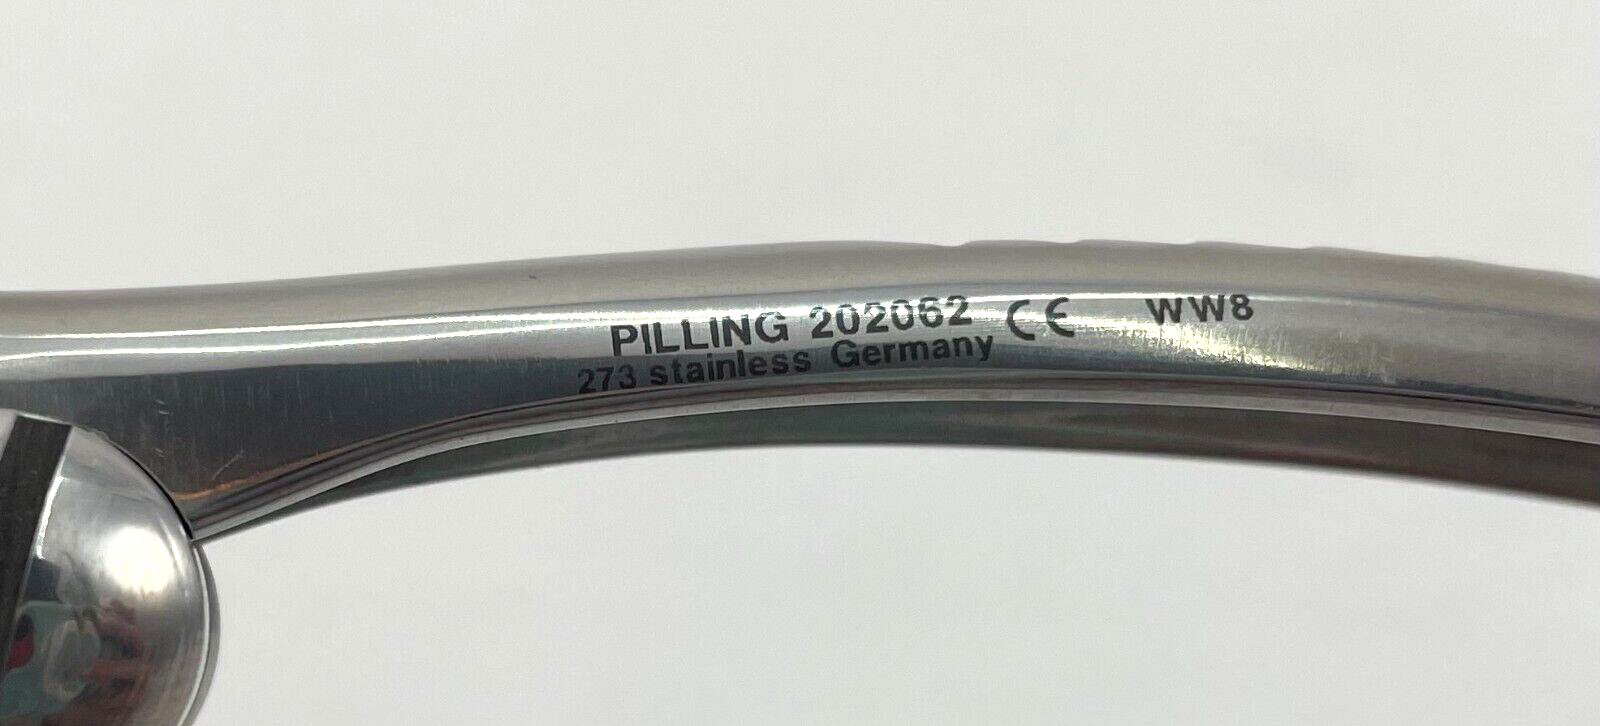 PILLING 202062 CE WW8
273 stainless Germany